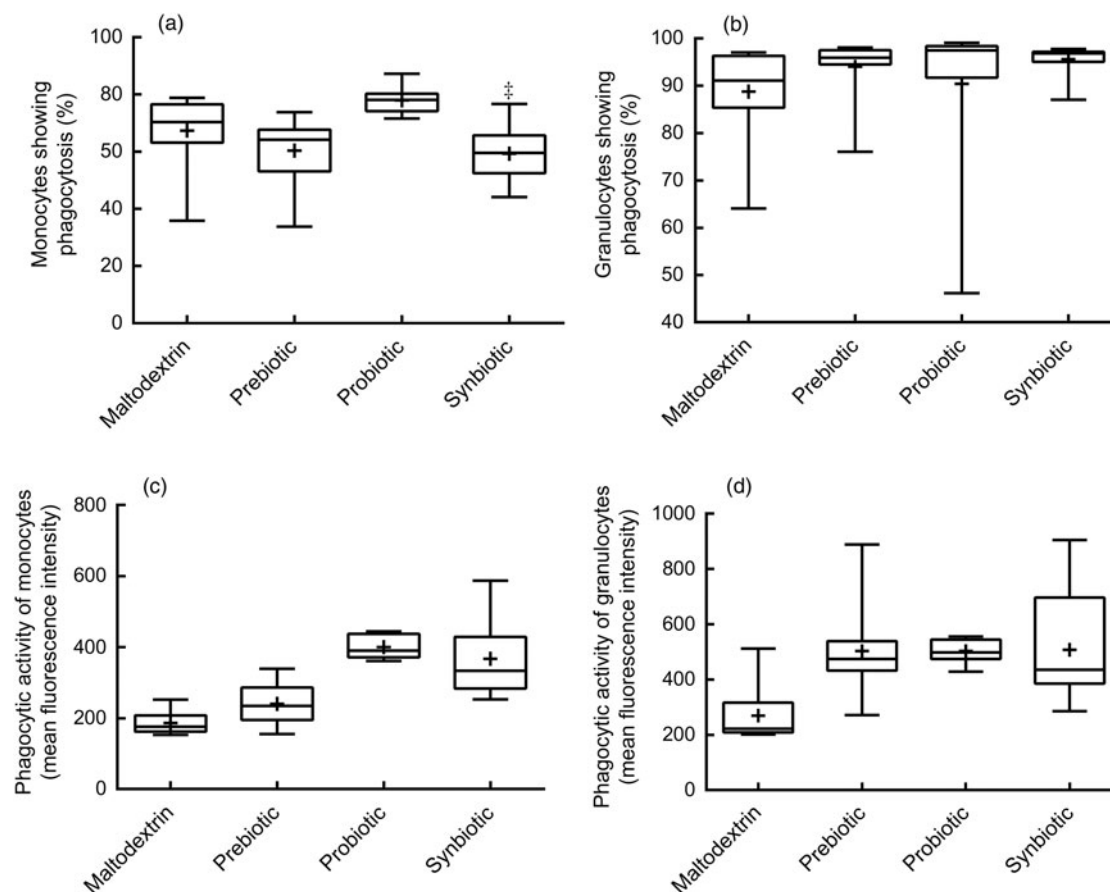 (a)
Monocytes showing
phagocytosis (%)
100
80
50
40
20
0
‡
Maltodextrin
Prebiotic
Probiotic
Synbiotic
(b)
Granulocytes showing
phagocytosis (%)
100
90
80
70
60
50
40
Maltodextrin
Prebiotic
Probiotic
Synbiotic
(c)
Phagocytic activity of monocytes
(mean fluorescence intensity)
800
600
400
200
0
Maltodextrin
Prebiotic
Probiotic
Synbiotic
(d)
Phagocytic activity of granulocytes
(mean fluorescence intensity)
1000
800
600
400
200
0
Maltodextrin
Prebiotic
Probiotic
Synbiotic